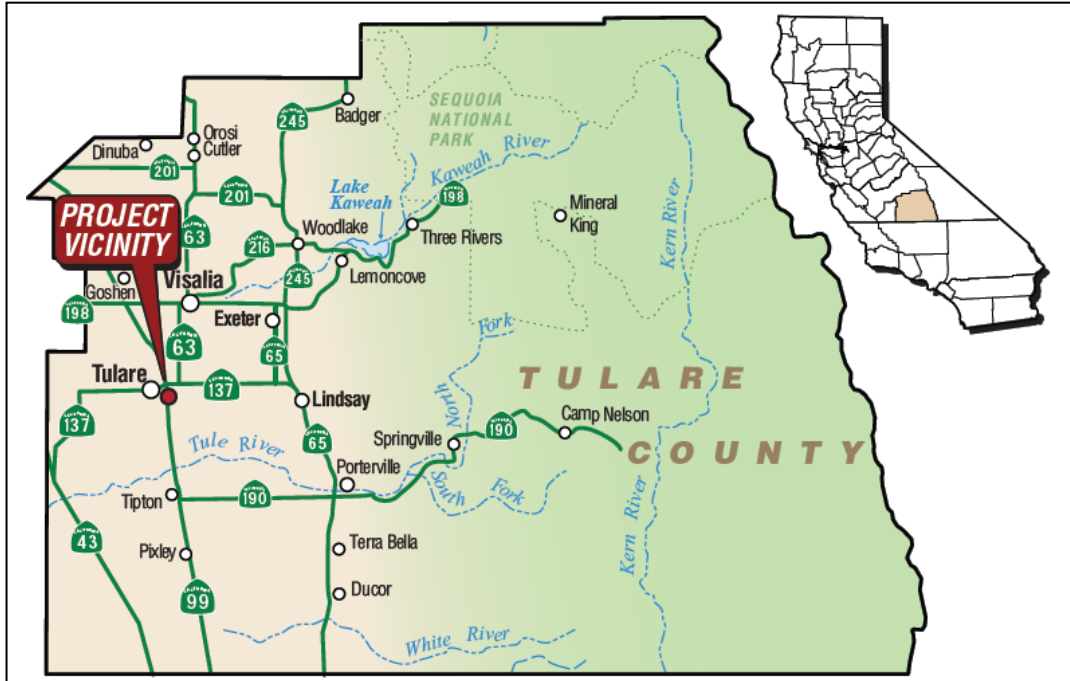 SEQUOIA
NATIONAL
PARK
245
Badger
Orosi
Cutler
Dinuba
201
201
Kaweah River
Lake
Kaweah
198
Mineral
King
Kern River
PROJECT
VICINITY
63
216
Woodlake
Three Rivers
245
Lemoncove
Visalia
Goshen
198
Exeter
63
65
Fork
North
TULARE
COUNTY
Tulare
137
Lindsay
137
65
Camp Nelson
190
Springville
Tule River
Porterville
South
Fork
Tipton
190
Kern River
43
Pixley
Terra Bella
99
Ducor
White River